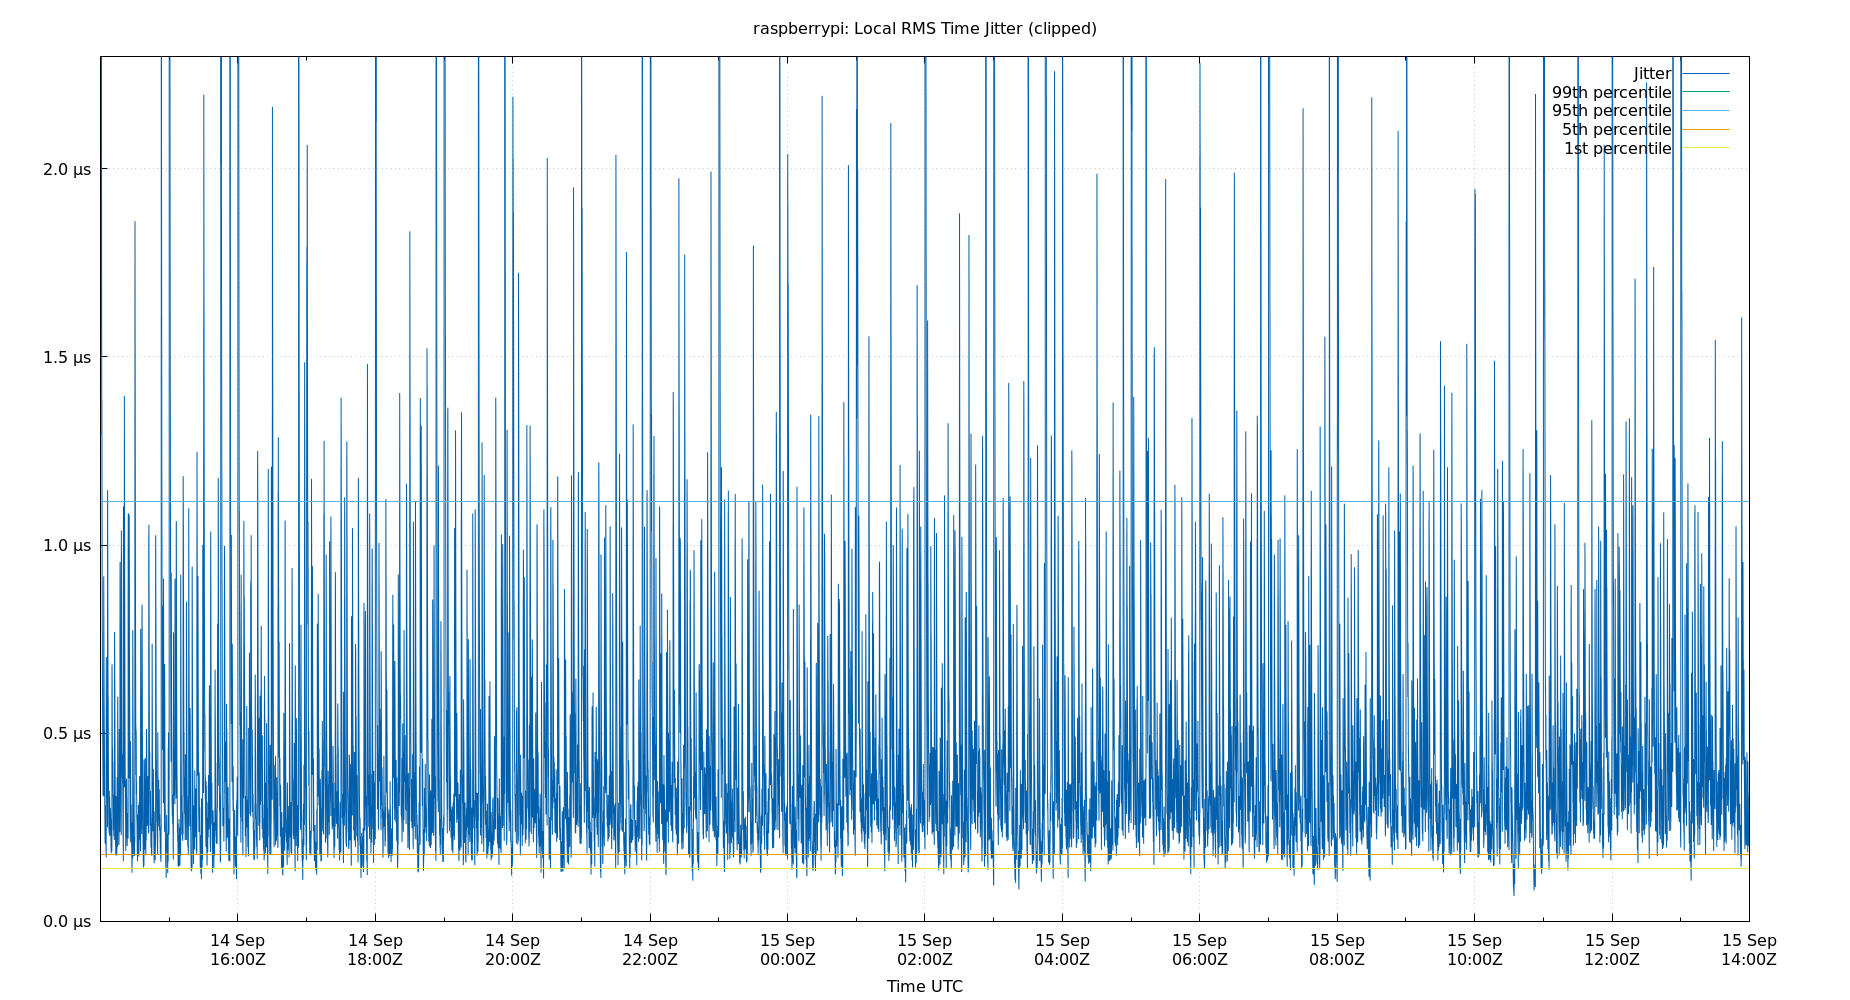 raspberrypi: Local RMS Time Jitter (clipped)
Jitter
99th percentile
95th percentile
5th percentile
1st percentile
2.0 µs
1.5 µs
1.0 µs
0.5 µs
0.0 µs
14 Sep 14 Sep 14 Sep 14 Sep 15 Sep 15 Sep 15 Sep 15 Sep 15 Sep 15 Sep 15 Sep 15 Sep
16:00Z 18:00Z 20:00Z 22:00Z 00:00Z 02:00Z 04:00Z 06:00Z 08:00Z 10:00Z 12:00Z 14:00Z
Time UTC